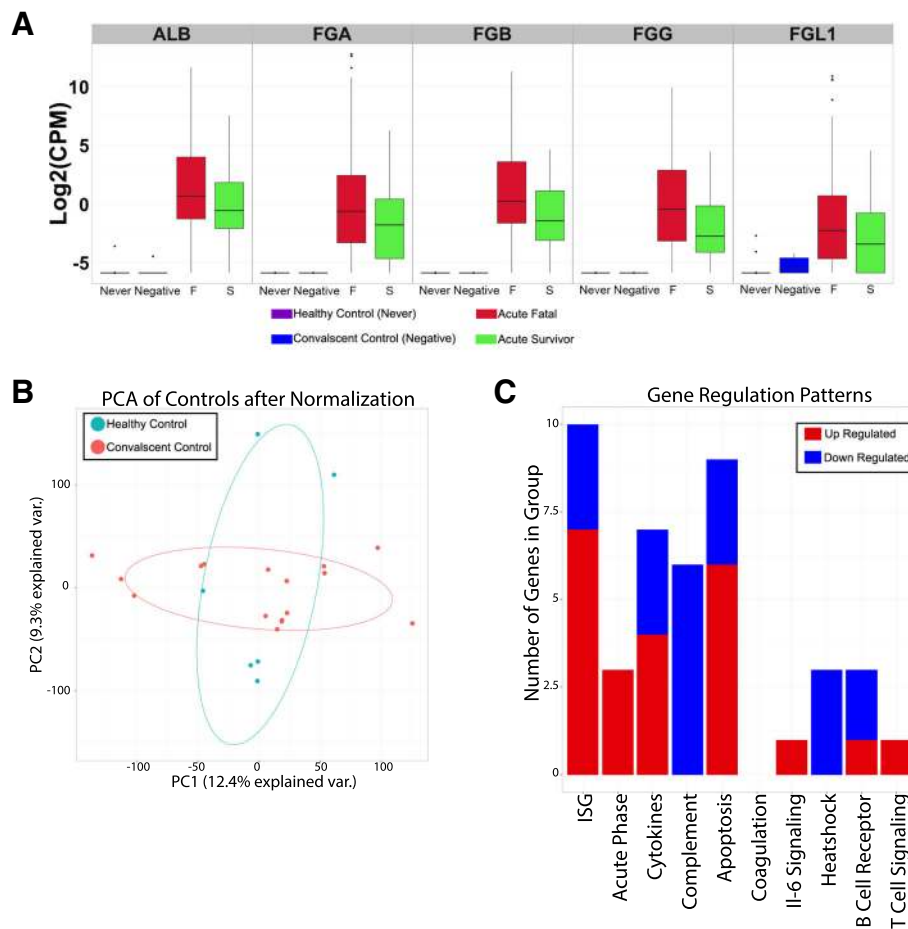 A
ALB FGA FGB FGG FGL1
Log2(CPM)
10
5
0
-5
Never Negative F S Never Negative F S Never Negative F S Never Negative F S Never Negative F S
Healthy Control (Never) Acute Fatal
Convalscent Control (Negative) Acute Survivor
B
PCA of Controls after Normalization
Healthy Control
Convalscent Control
PC2 (9.3% explained var.)
100
0
-100
-100 -50 0 50 100
PC1 (12.4% explained var.)
C
Gene Regulation Patterns
Up Regulated
Down Regulated
Number of Genes in Group
10
7.5
5
2.5
0
ISG
Acute Phase
Cytokines
Complement
Apoptosis
Coagulation
Il-6 Signaling
Heatshock
B Cell Receptor
T Cell Signaling